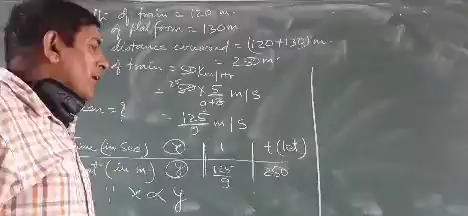 of train = 120 m
of platform = 130 m
distance covered = (120+130) m
= 250 m.
of train = 50 km/hr
= 50 × 5 m/s
= 125/9 m/s
= ?
Time (in sec) (x) 1 t (let)
(in m) (y) 125/9 250
∵ x ∝ y